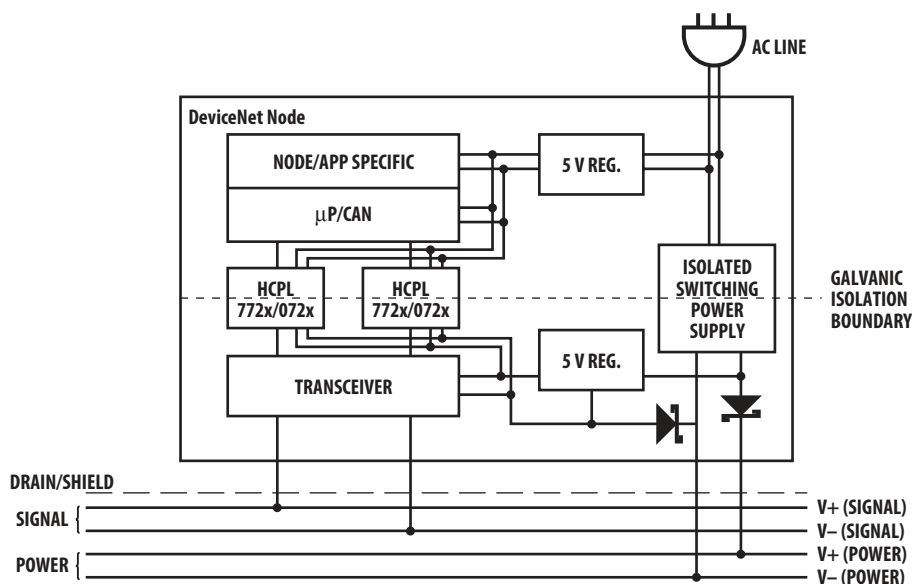 AC LINE
DeviceNet Node
NODE/APP SPECIFIC
5 V REG.
μP/CAN
HCPL
772x/072x
HCPL
772x/072x
ISOLATED
SWITCHING
POWER
SUPPLY
GALVANIC
ISOLATION
BOUNDARY
TRANSCEIVER
5 V REG.
DRAIN/SHIELD
SIGNAL
V+ (SIGNAL)
V– (SIGNAL)
POWER
V+ (POWER)
V– (POWER)